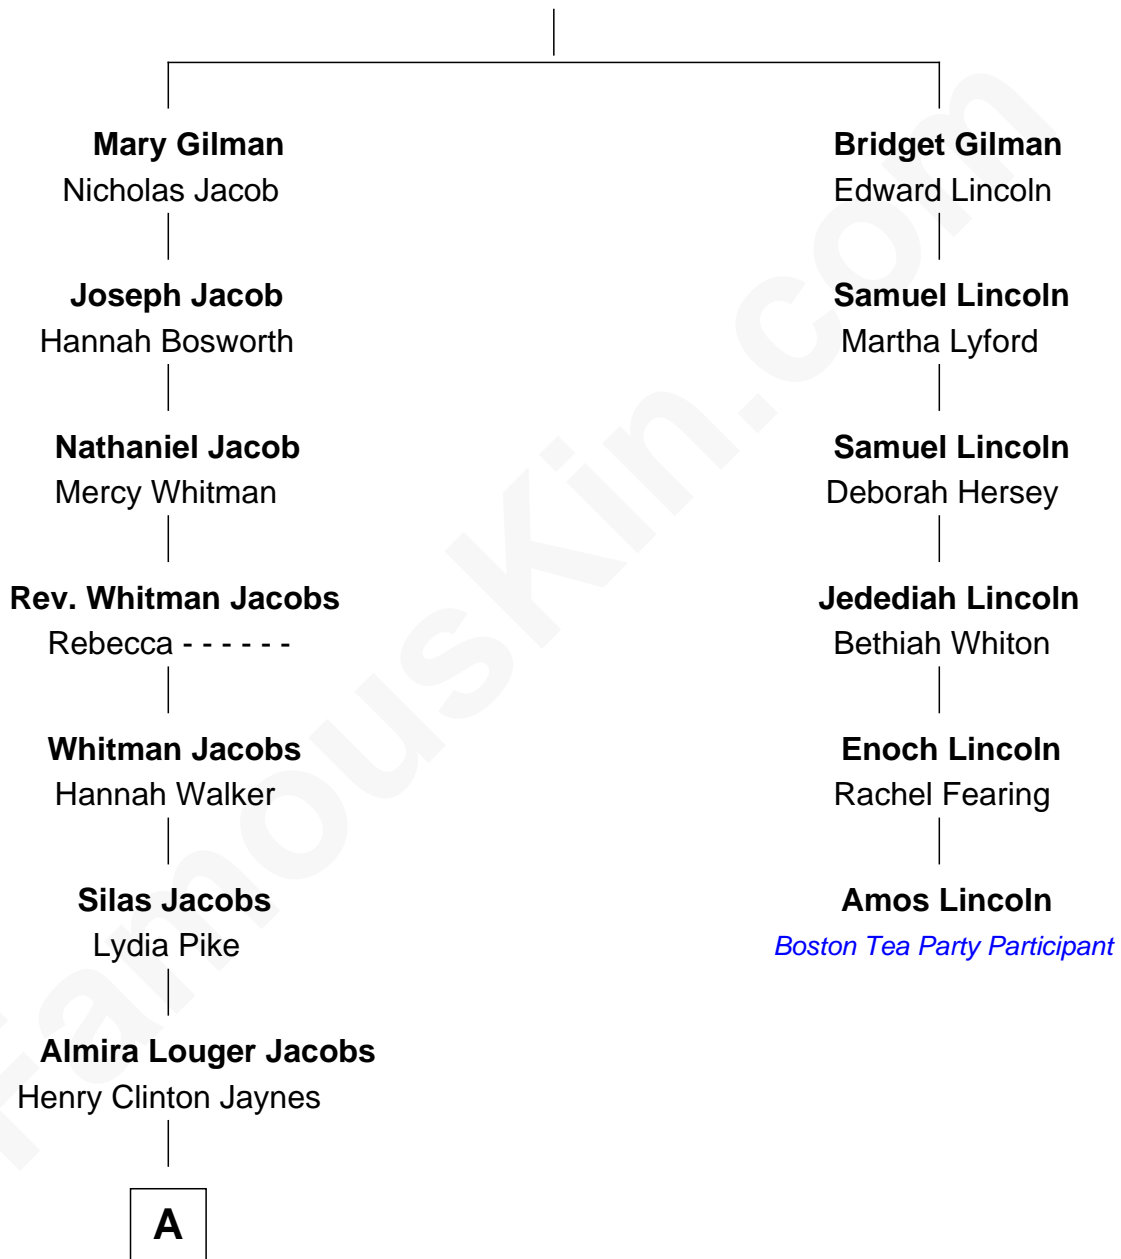 Mary Gilman
Nicholas Jacob
Joseph Jacob
Hannah Bosworth
Nathaniel Jacob
Mercy Whitman
Rev. Whitman Jacobs
Rebecca - - - - - -
Whitman Jacobs
Hannah Walker
Silas Jacobs
Lydia Pike
Almira Louger Jacobs
Henry Clinton Jaynes
A
Bridget Gilman
Edward Lincoln
Samuel Lincoln
Martha Lyford
Samuel Lincoln
Deborah Hersey
Jedediah Lincoln
Bethiah Whiton
Enoch Lincoln
Rachel Fearing
Amos Lincoln
Boston Tea Party Participant
FamousKin.com